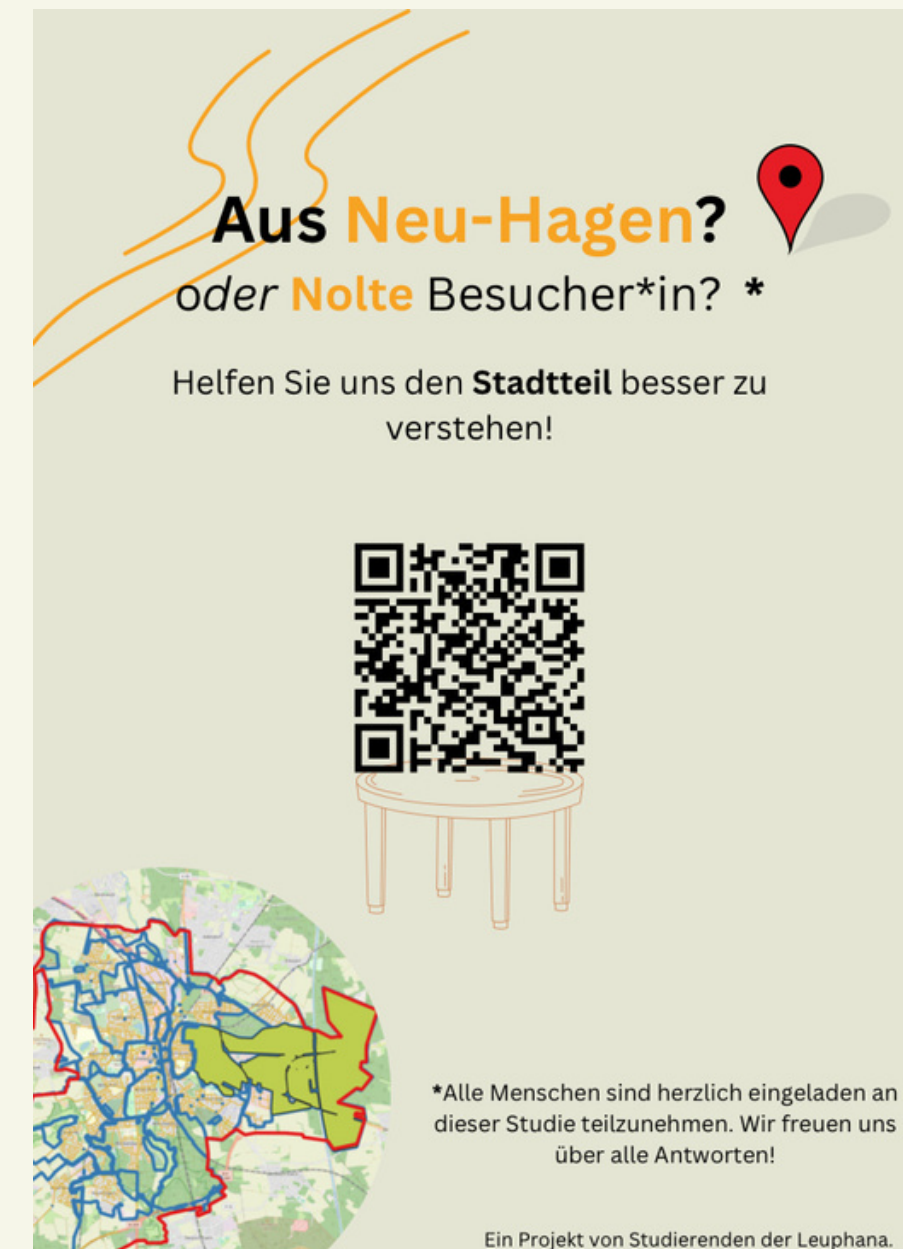 Aus Neu-Hagen?
oder Nolte Besucher*in? *
Helfen Sie uns den Stadtteil besser zu
verstehen!
*Alle Menschen sind herzlich eingeladen an
dieser Studie teilzunehmen. Wir freuen uns
über alle Antworten!
Ein Projekt von Studierenden der Leuphana.